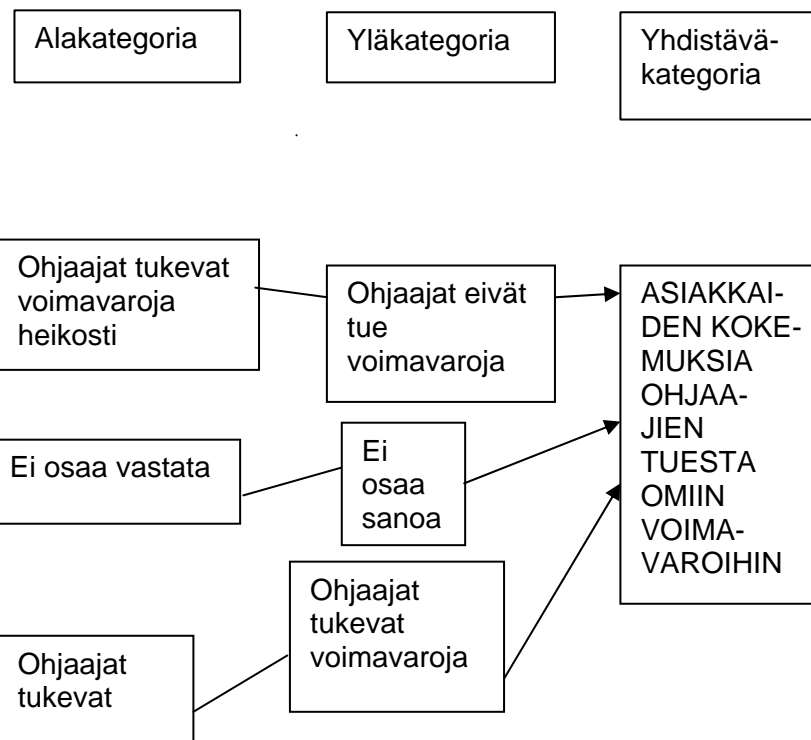 Alakategoria
Yläkategoria
Yhdistävä-
kategoria
Ohjaajat tukevat
voimavaroja
heikosti
Ohjaajat eivät
tue
voimavaroja
ASIAKKAI-
DEN KOKE-
MUKSIA
OHJAA-
JIEN
TUESTA
OMIIN
VOIMA-
VAROIHIN
Ei osaa vastata
Ei
osaa
sanoa
Ohjaajat
tukevat
voimavaroja
Ohjaajat
tukevat